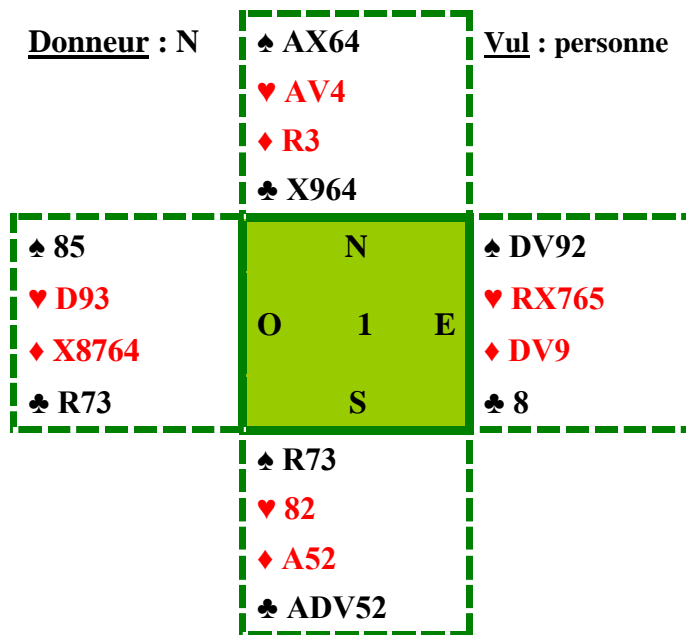 Donneur : N
♠ AX64
Vul : personne
♥ AV4
♦ R3
♣ X964
♠ 85
♥ D93
♦ X8764
♣ R73
N
O 1 E
S
♠ DV92
♥ RX765
♦ DV9
♣ 8
♠ R73
♥ 82
♦ A52
♣ ADV52